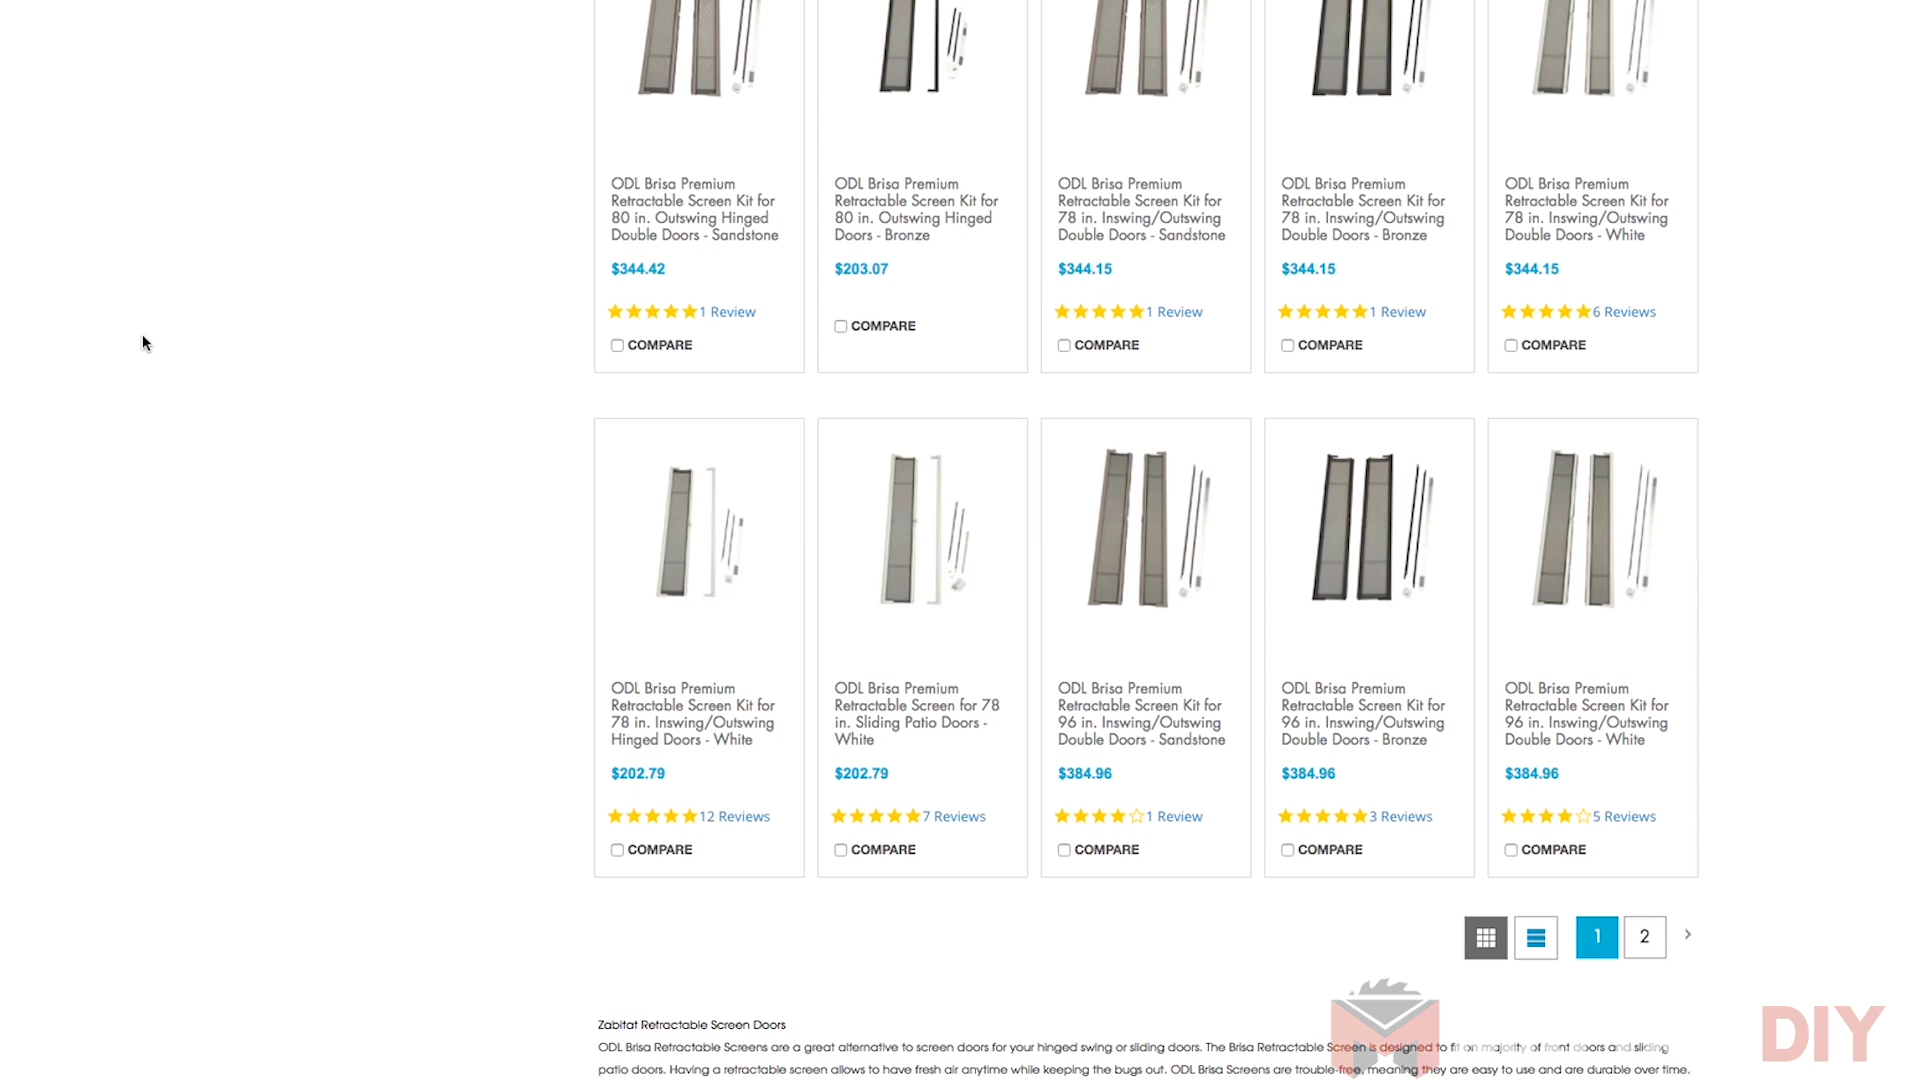 ODL Brisa Premium
Retractable Screen Kit for
80 in. Outswing Hinged
Double Doors - Sandstone
$344.42
1 Review
COMPARE
ODL Brisa Premium
Retractable Screen Kit for
80 in. Outswing Hinged
Doors - Bronze
$203.07
COMPARE
ODL Brisa Premium
Retractable Screen Kit for
78 in. Inswing/Outswing
Double Doors - Sandstone
$344.15
1 Review
COMPARE
ODL Brisa Premium
Retractable Screen Kit for
78 in. Inswing/Outswing
Double Doors - Bronze
$344.15
1 Review
COMPARE
ODL Brisa Premium
Retractable Screen Kit for
78 in. Inswing/Outswing
Double Doors - White
$344.15
6 Reviews
COMPARE
ODL Brisa Premium
Retractable Screen Kit for
78 in. Inswing/Outswing
Hinged Doors - White
$202.79
12 Reviews
COMPARE
ODL Brisa Premium
Retractable Screen for 78
in. Sliding Patio Doors -
White
$202.79
7 Reviews
COMPARE
ODL Brisa Premium
Retractable Screen Kit for
96 in. Inswing/Outswing
Double Doors - Sandstone
$384.96
1 Review
COMPARE
ODL Brisa Premium
Retractable Screen Kit for
96 in. Inswing/Outswing
Double Doors - Bronze
$384.96
3 Reviews
COMPARE
ODL Brisa Premium
Retractable Screen Kit for
96 in. Inswing/Outswing
Double Doors - White
$384.96
5 Reviews
COMPARE
1 2
Zabitat Retractable Screen Doors
ODL Brisa Retractable Screens are a great alternative to screen doors for your hinged swing or sliding doors. The Brisa Retractable Screen is designed to fit on majority of front doors and sliding
patio doors. Having a retractable screen allows to have fresh air anytime while keeping the bugs out. ODL Brisa Screens are trouble-free, meaning they are easy to use and are durable over time.
DIY